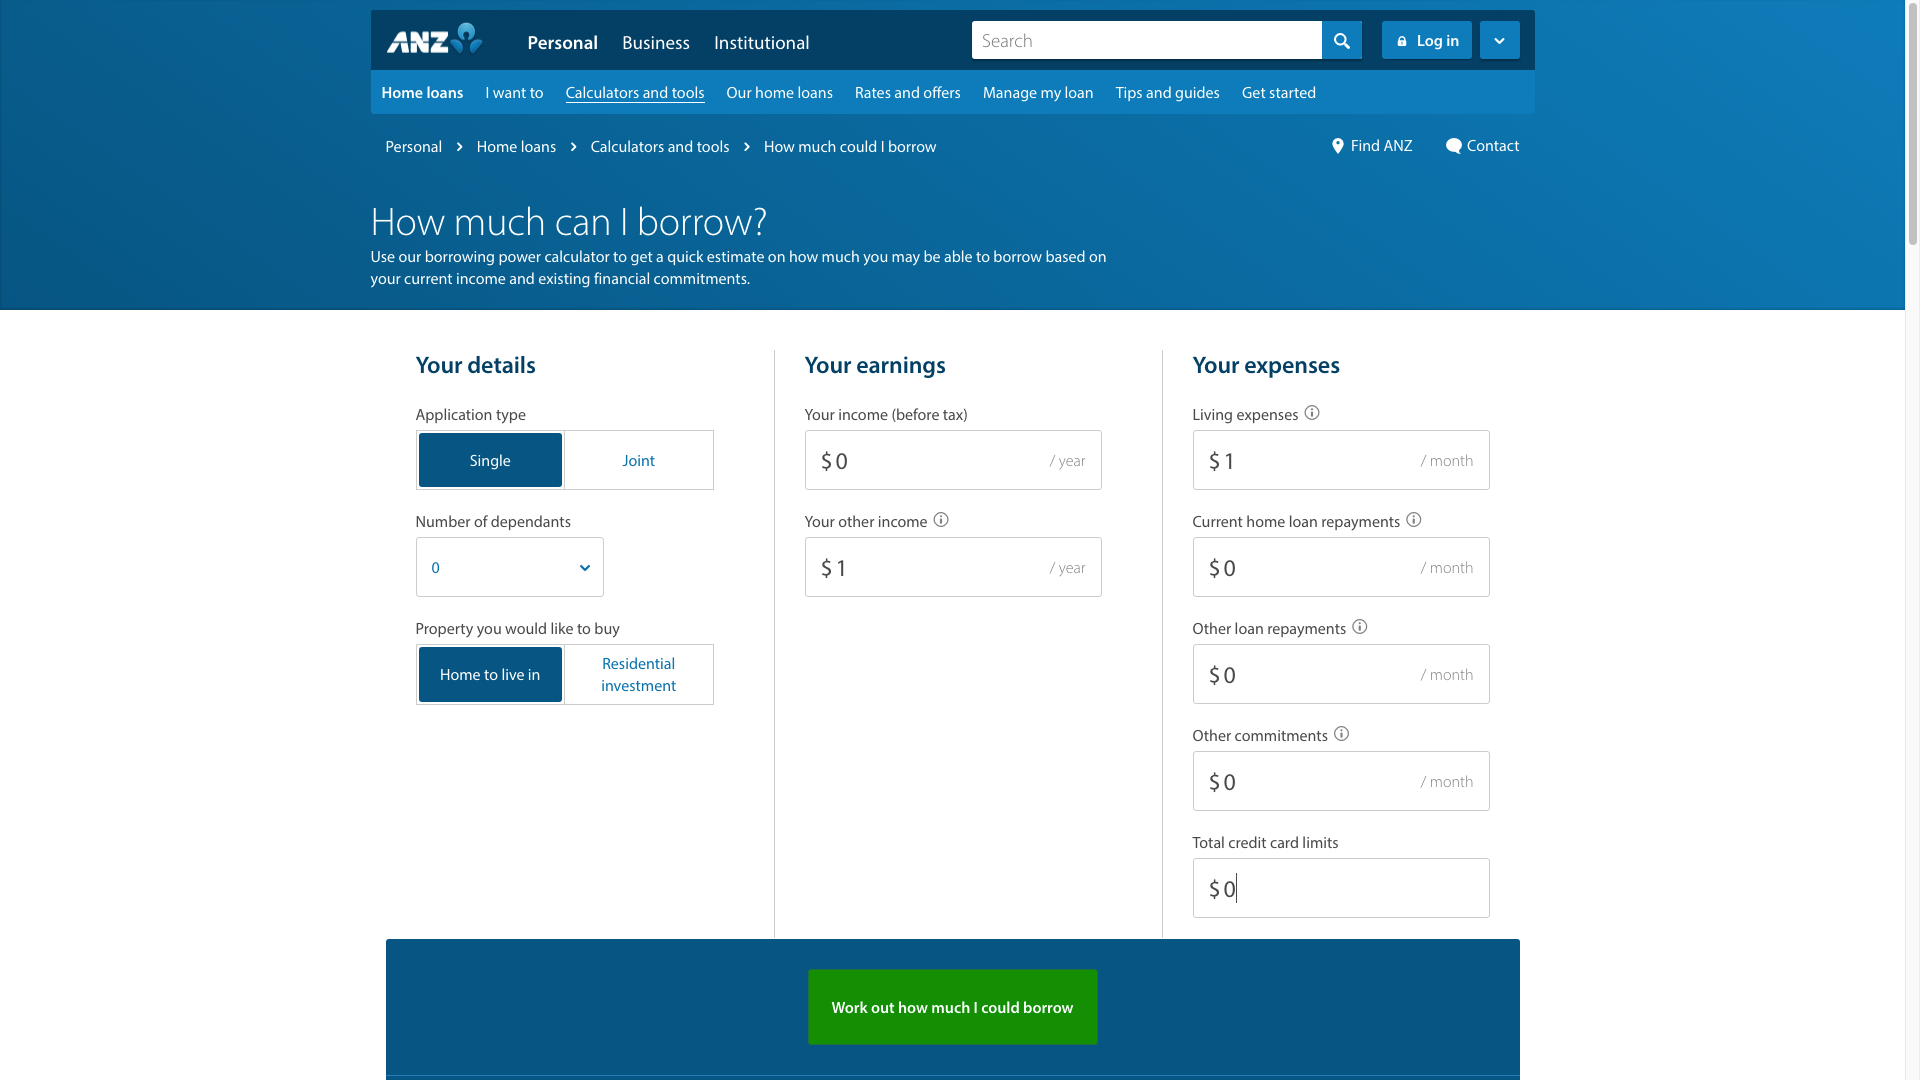 ANZ
Personal
Business
Institutional
Search
Log in
Home loans
I want to
Calculators and tools
Our home loans
Rates and offers
Manage my loan
Tips and guides
Get started
Personal
Home loans
Calculators and tools
How much could I borrow
Find ANZ
Contact
How much can I borrow?
Use our borrowing power calculator to get a quick estimate on how much you may be able to borrow based on
your current income and existing financial commitments.
Your details
Application type
Single
Joint
Number of dependants
0
Property you would like to buy
Home to live in
Residential
investment
Your earnings
Your income (before tax)
$ 0 / year
Your other income
$ 1 / year
Your expenses
Living expenses
$ 1 / month
Current home loan repayments
$ 0 / month
Other loan repayments
$ 0 / month
Other commitments
$ 0 / month
Total credit card limits
$ 0
Work out how much I could borrow